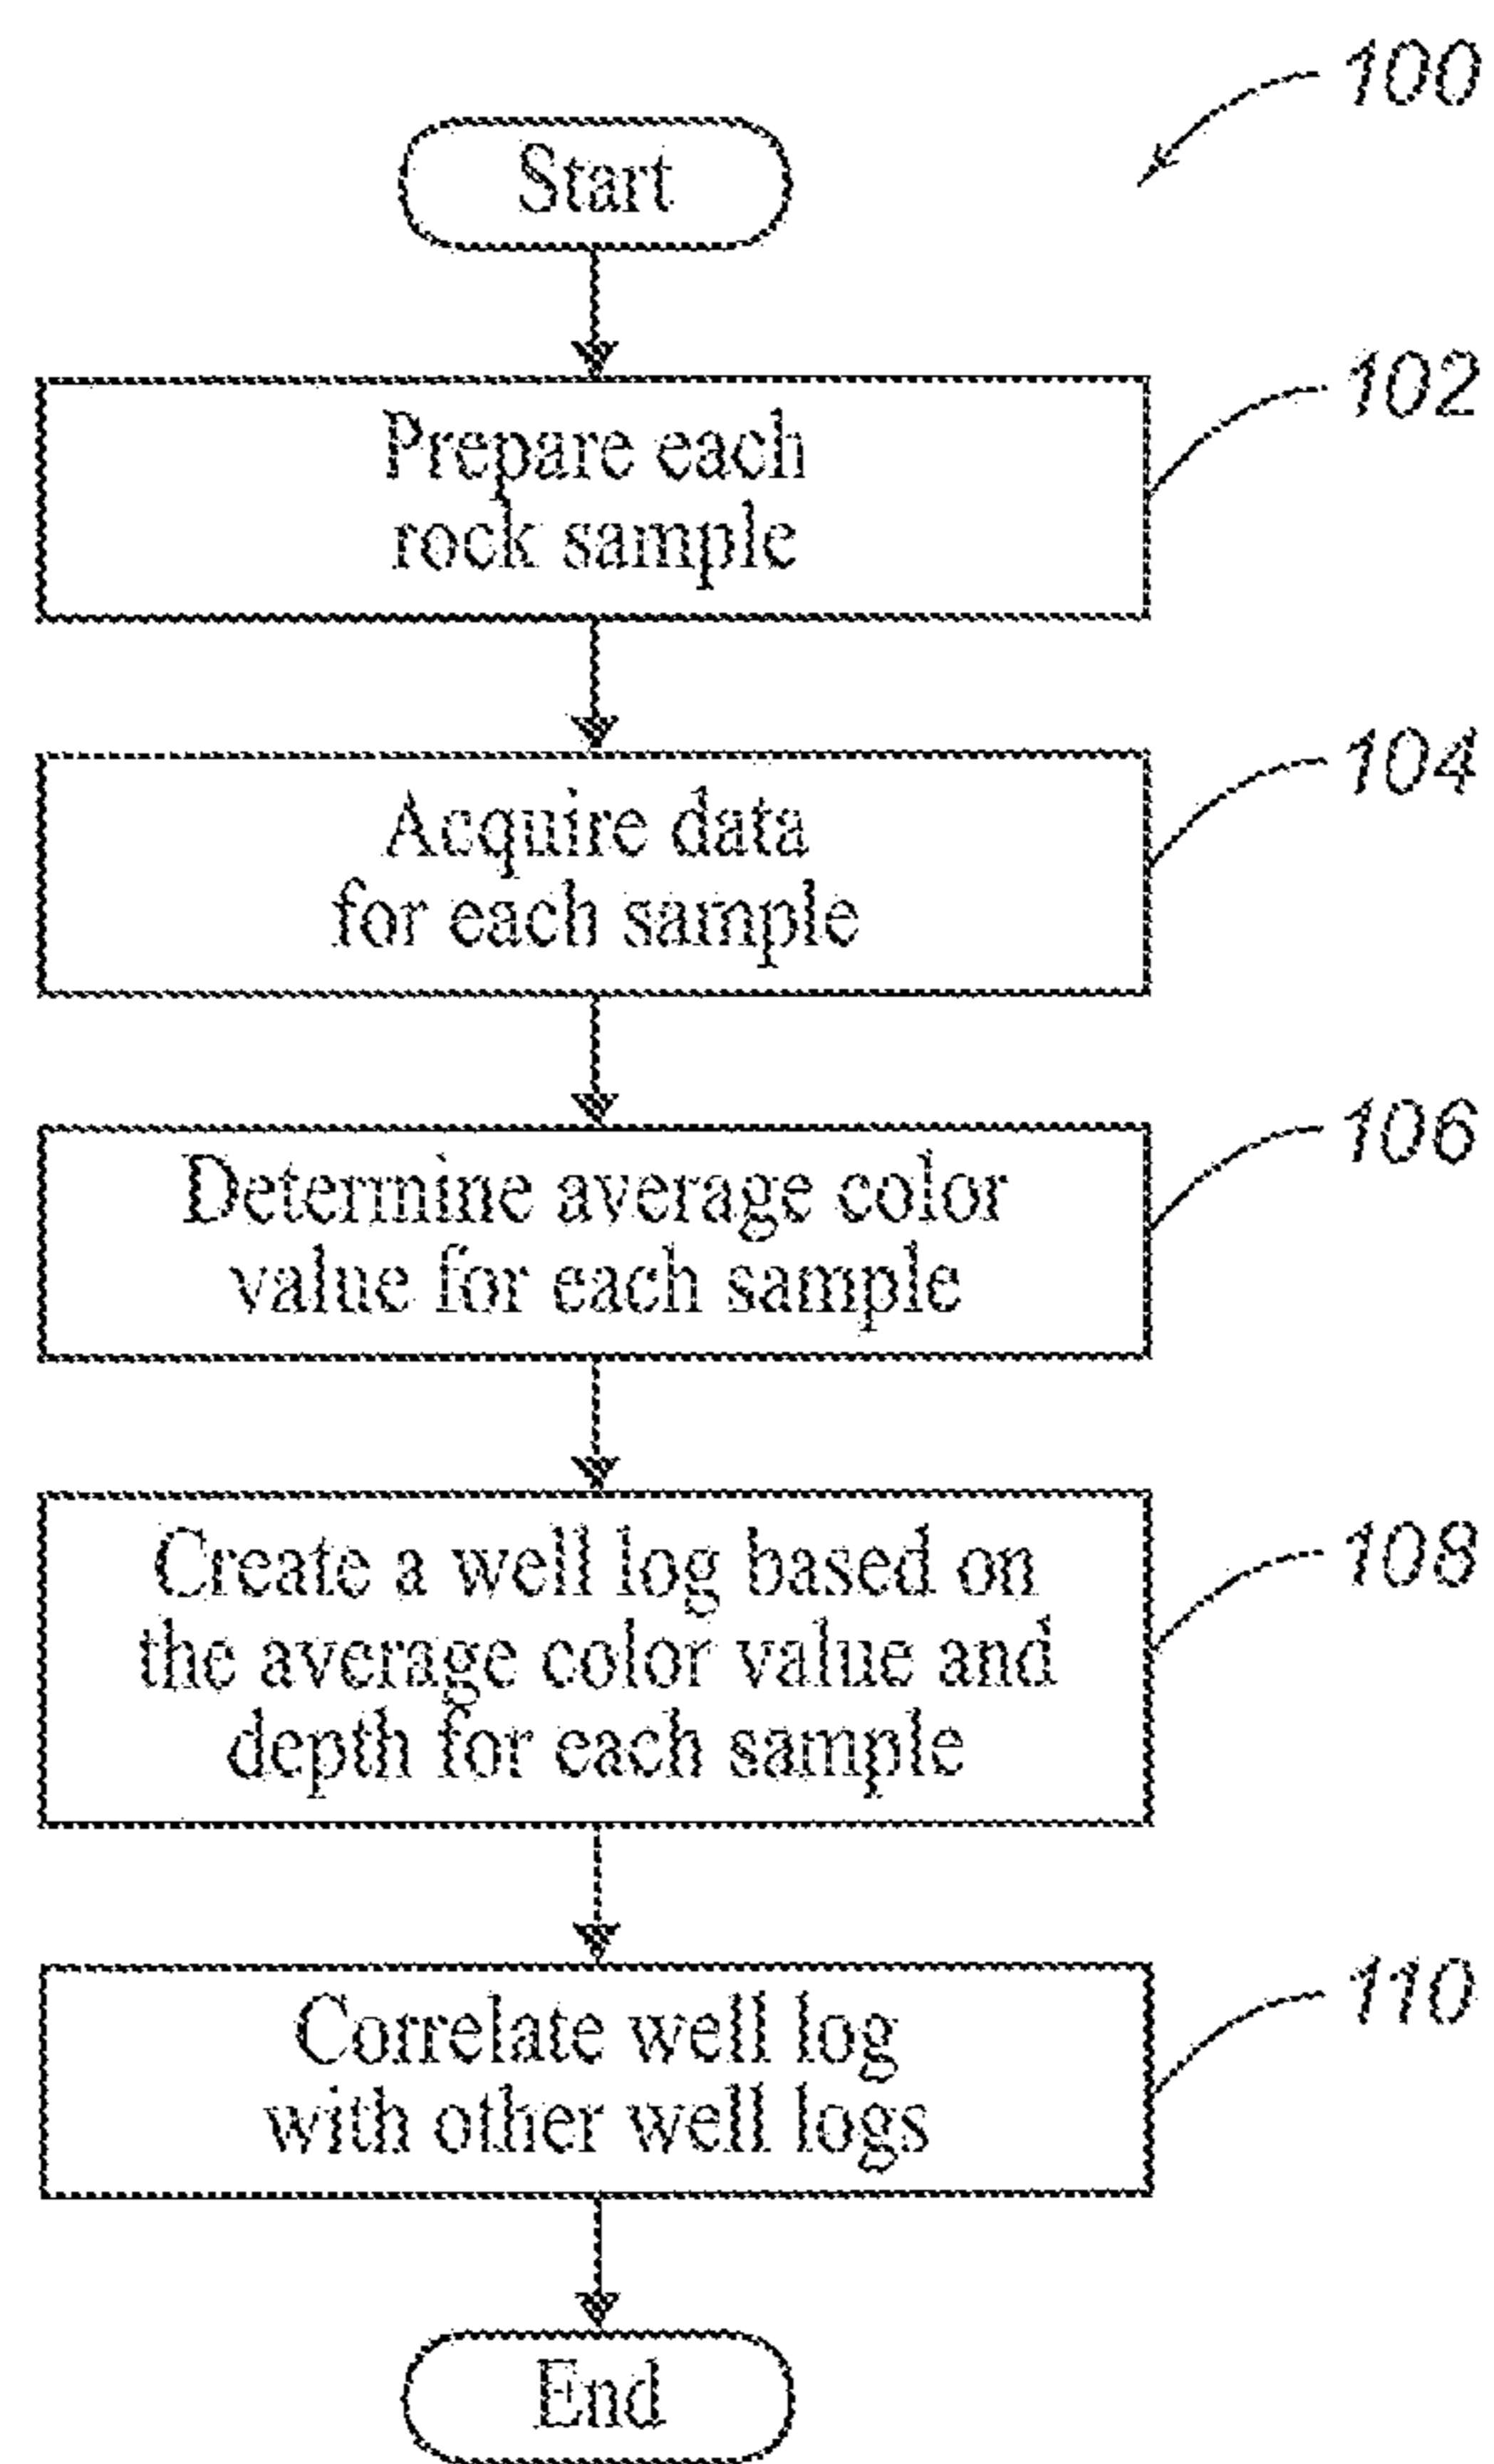 100
Start
102
Prepare each
rock sample
104
Acquire data
for each sample
106
Determine average color
value for each sample
108
Create a well log based on
the average color value and
depth for each sample
110
Correlate well log
with other well logs
End